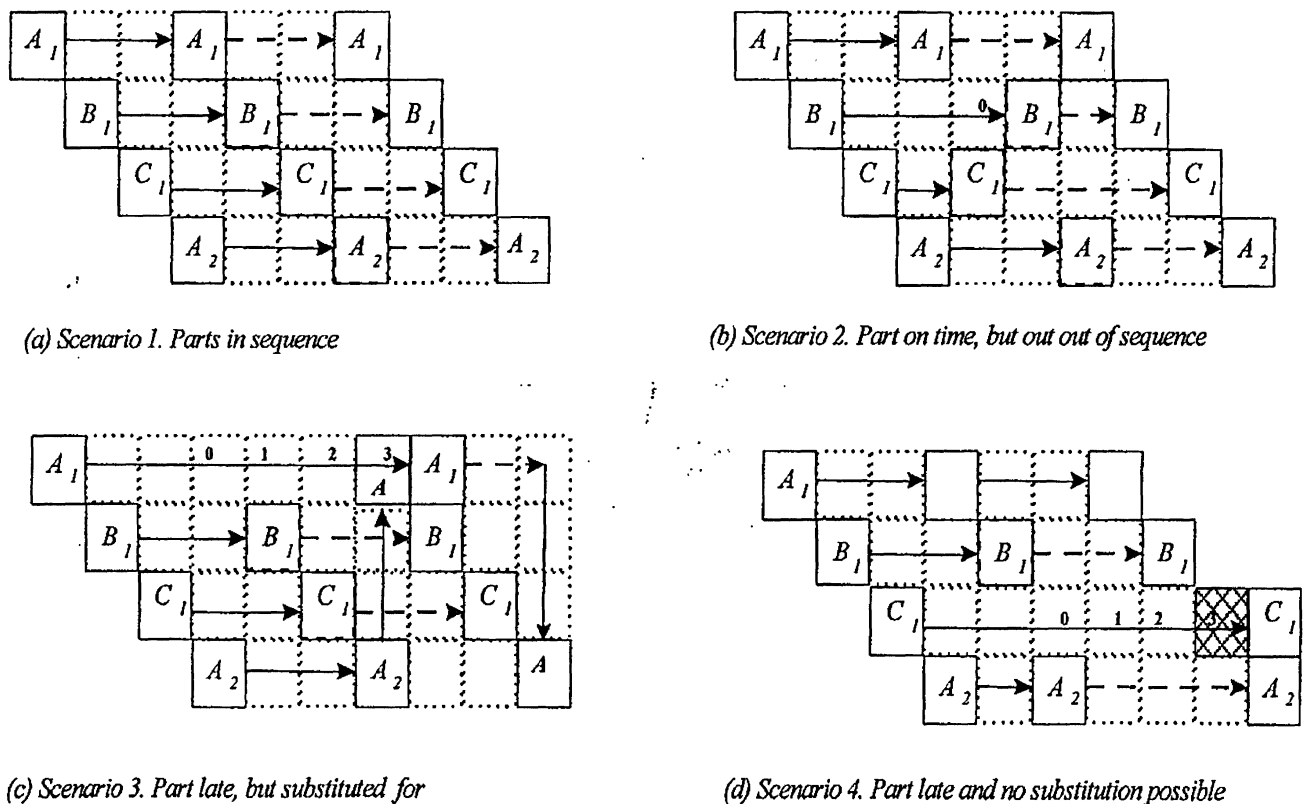 A1 A1 A1
B1 B1 B1
C1 C1 C1
A2 A2 A2
(a) Scenario 1. Parts in sequence
A1 A1 A1
B1 0 B1 B1
C1 C1 C1
A2 A2 A2
(b) Scenario 2. Part on time, but out out of sequence
A1 0 1 2 3 A1
A
B1 B1 B1
C1 C1 C1
A2 A2 A
(c) Scenario 3. Part late, but substituted for
A1
B1 B1 B1
C1 0 1 2 3 C1
A2 A2 A2
(d) Scenario 4. Part late and no substitution possible